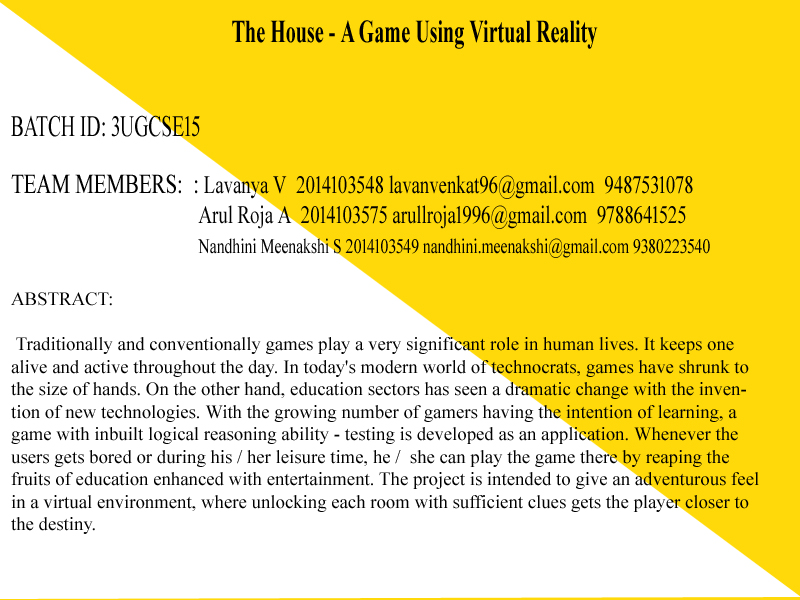 The House - A Game Using Virtual Reality
BATCH ID: 3UGCSE15
TEAM MEMBERS:  : Lavanya V  2014103548 lavanvenkat96@gmail.com  9487531078
Arul Roja A  2014103575 arullroja1996@gmail.com  9788641525
Nandhini Meenakshi S 2014103549 nandhini.meenakshi@gmail.com 9380223540
ABSTRACT:
Traditionally and conventionally games play a very significant role in human lives. It keeps one
alive and active throughout the day. In today's modern world of technocrats, games have shrunk to
the size of hands. On the other hand, education sectors has seen a dramatic change with the inven-
tion of new technologies. With the growing number of gamers having the intention of learning, a
game with inbuilt logical reasoning ability - testing is developed as an application. Whenever the
users gets bored or during his / her leisure time, he /  she can play the game there by reaping the
fruits of education enhanced with entertainment. The project is intended to give an adventurous feel
in a virtual environment, where unlocking each room with sufficient clues gets the player closer to
the destiny.